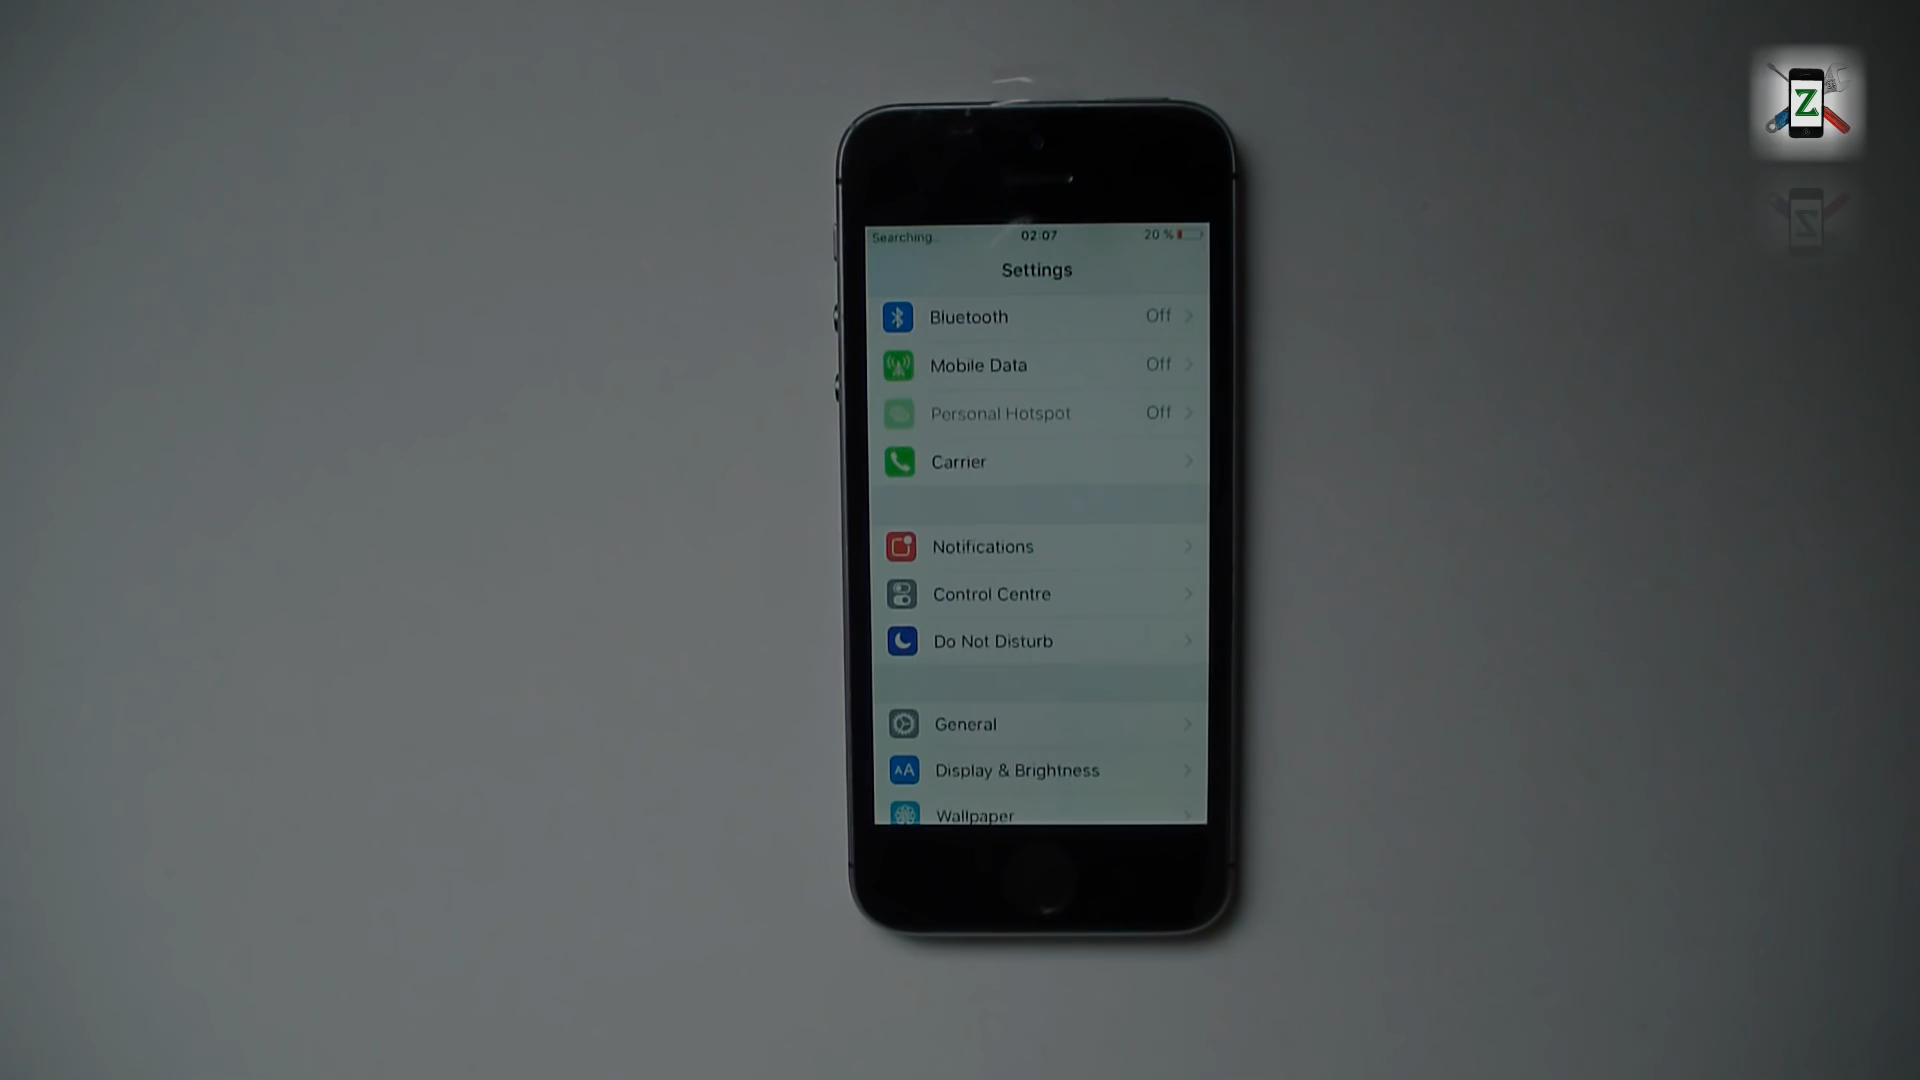 Z
Searching... 02:07 20 %
Settings
Bluetooth Off
Mobile Data Off
Personal Hotspot Off
Carrier
Notifications
Control Centre
Do Not Disturb
General
AA Display & Brightness
Wallpaper